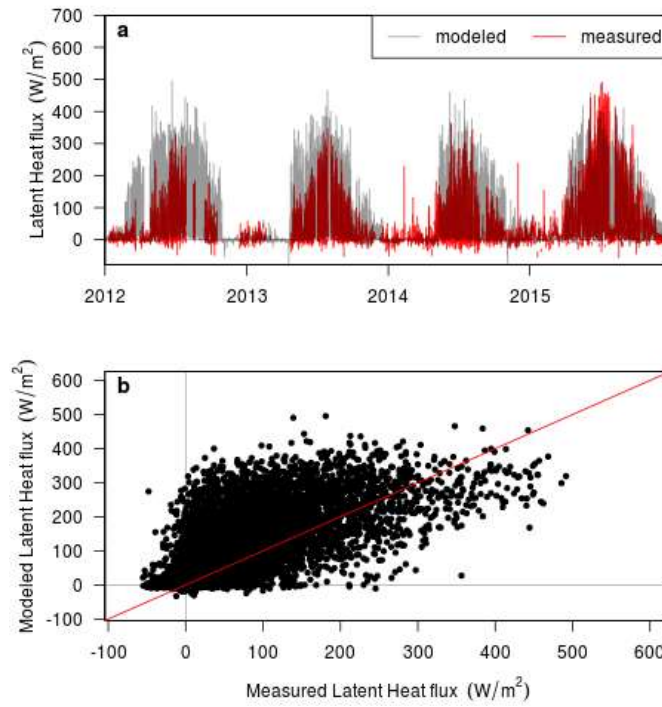 a
modeled measured
Latent Heat flux (W/m²)
700
600
500
400
300
200
100
0
2012 2013 2014 2015
b
Modeled Latent Heat flux (W/m²)
600
500
400
300
200
100
0
-100
-100 0 100 200 300 400 500 600
Measured Latent Heat flux (W/m²)